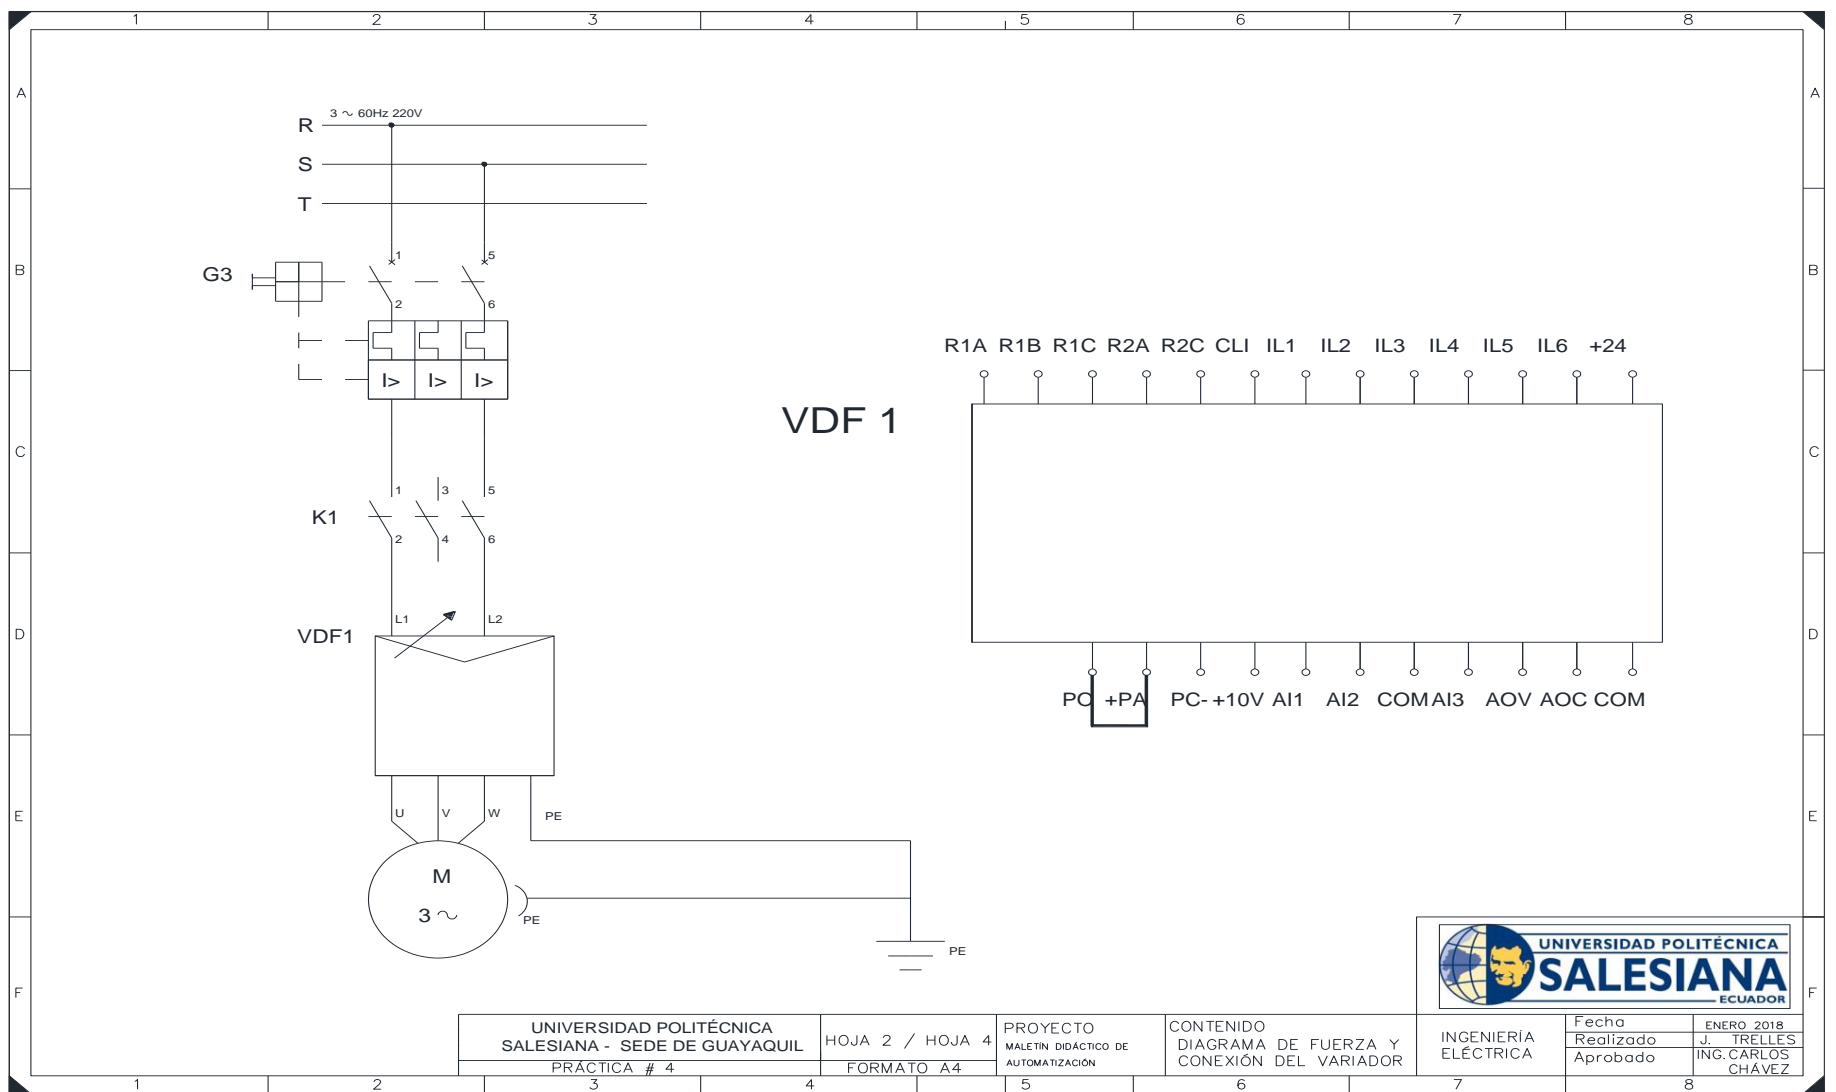 1 2 3 4 5 6 7 8
A A
3 ~ 60Hz 220V
R
S
T
B B
G3
1 5
2 6
I> I> I>
R1A R1B R1C R2A R2C CLI IL1 IL2 IL3 IL4 IL5 IL6 +24
VDF 1
C C
K1
1 3 5
2 4 6
L1 L2
VDF1
D D
PO +PA PC- +10V AI1 AI2 COM AI3 AOV AOC COM
U V W PE
E E
M
3 ~
PE
PE
F F
UNIVERSIDAD POLITÉCNICA
SALESIANA
ECUADOR
UNIVERSIDAD POLITÉCNICA
SALESIANA - SEDE DE GUAYAQUIL
PRÁCTICA # 4
HOJA 2 / HOJA 4
FORMATO A4
PROYECTO
MALETÍN DIDÁCTICO DE
AUTOMATIZACIÓN
CONTENIDO
DIAGRAMA DE FUERZA Y
CONEXIÓN DEL VARIADOR
INGENIERÍA
ELÉCTRICA
Fecha ENERO 2018
Realizado J. TRELLES
Aprobado ING. CARLOS
CHÁVEZ
1 2 3 4 5 6 7 8